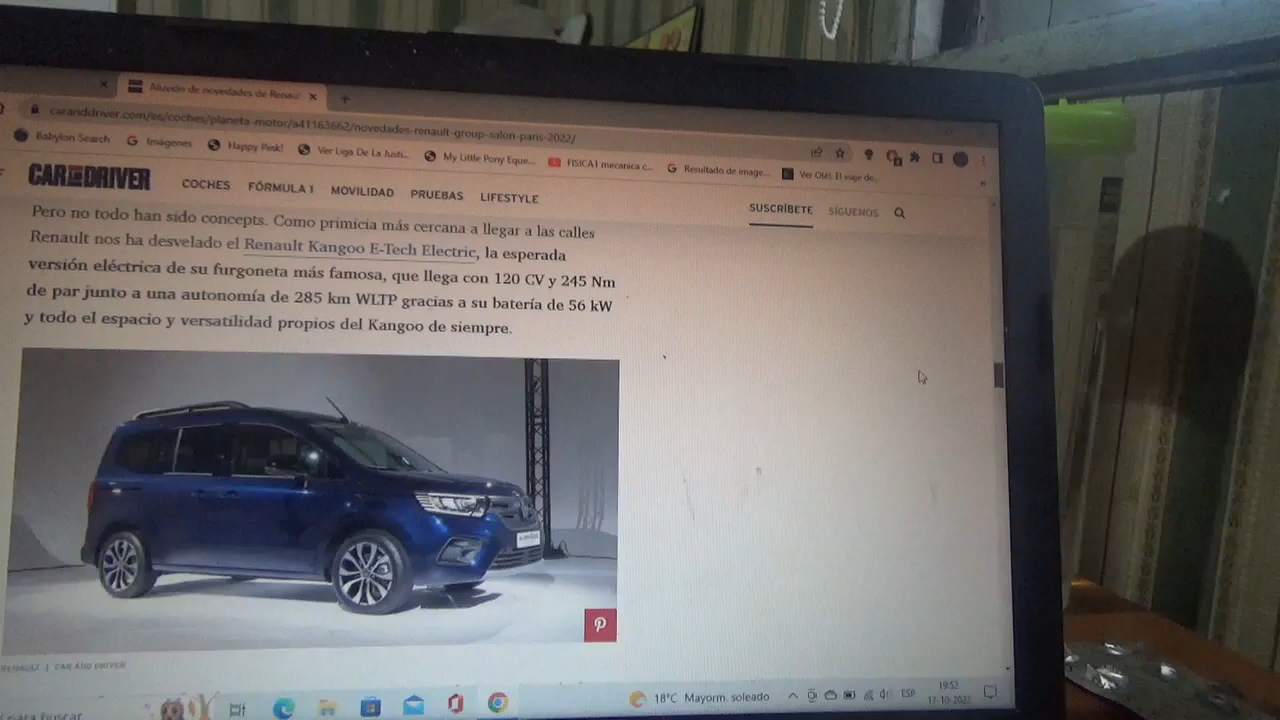 Aluvión de novedades de Renau
caranddriver.com/es/coches/planeta-motor/a41163662/novedades-renault-group-salon-paris-2022/
Babylon Search
Imágenes
Happy Pink!
Ver Liga De La Justi...
My Little Pony Eque...
FISICA I mecanica c...
Resultado de image...
Ver Olé!. El viaje de...
CAR AND DRIVER
COCHES
FÓRMULA 1
MOVILIDAD
PRUEBAS
LIFESTYLE
SUSCRÍBETE
SÍGUENOS
Pero no todo han sido concepts. Como primicia más cercana a llegar a las calles
Renault nos ha desvelado el Renault Kangoo E-Tech Electric, la esperada
versión eléctrica de su furgoneta más famosa, que llega con 120 CV y 245 Nm
de par junto a una autonomía de 285 km WLTP gracias a su batería de 56 kW
y todo el espacio y versatilidad propios del Kangoo de siempre.
RENAULT | CAR AND DRIVER
buscar
18°C Mayorm. soleado
ESP
19:52
17-10-2022